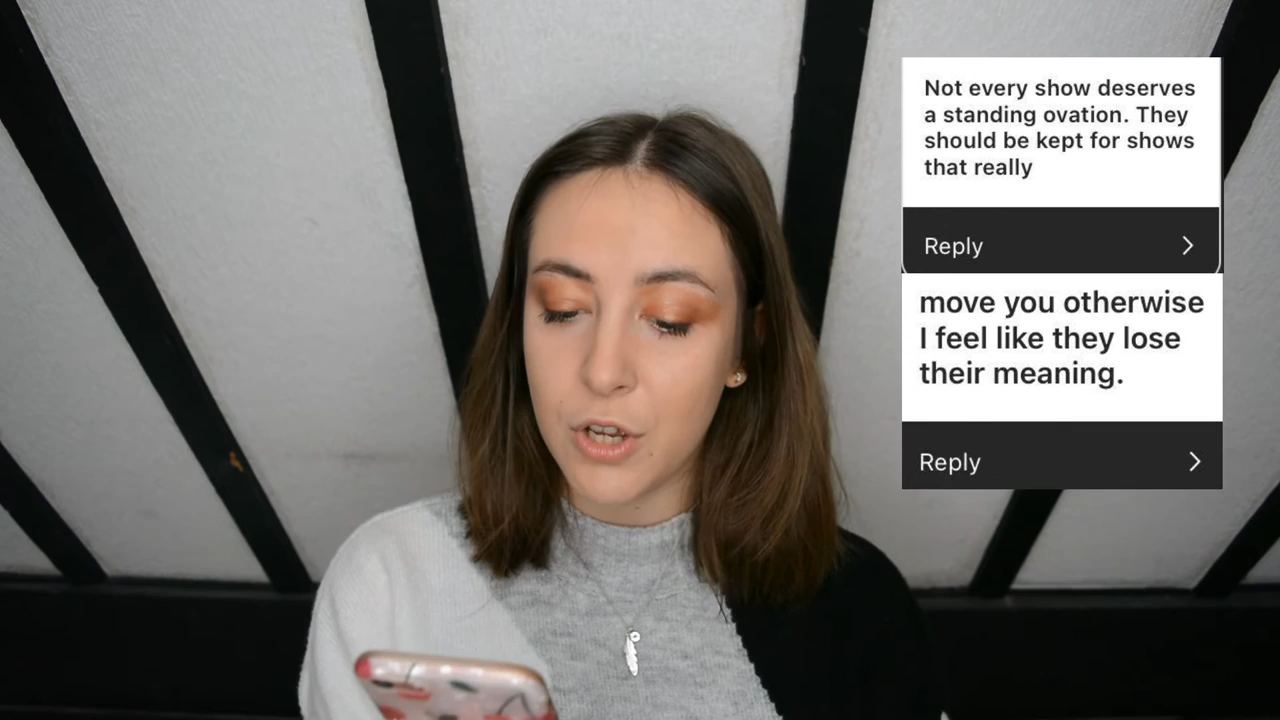 Not every show deserves
a standing ovation. They
should be kept for shows
that really
Reply
move you otherwise
I feel like they lose
their meaning.
Reply